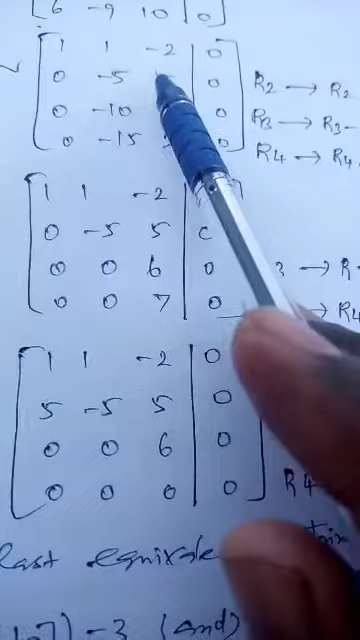 6 -9 10 | 0
1 1 -2 | 0
0 -5 | 0 R2 → R2
0 -10 | 0 R3 → R3-
0 -15 | 0 R4 → R4
1 1 -2
0 -5 5
0 0 6 | 0 → R
0 0 7 | 0 → R4
1 1 -2 | 0
5 -5 5 | 0
0 0 6 | 0
0 0 0 | 0 R4
last
-3 (and)